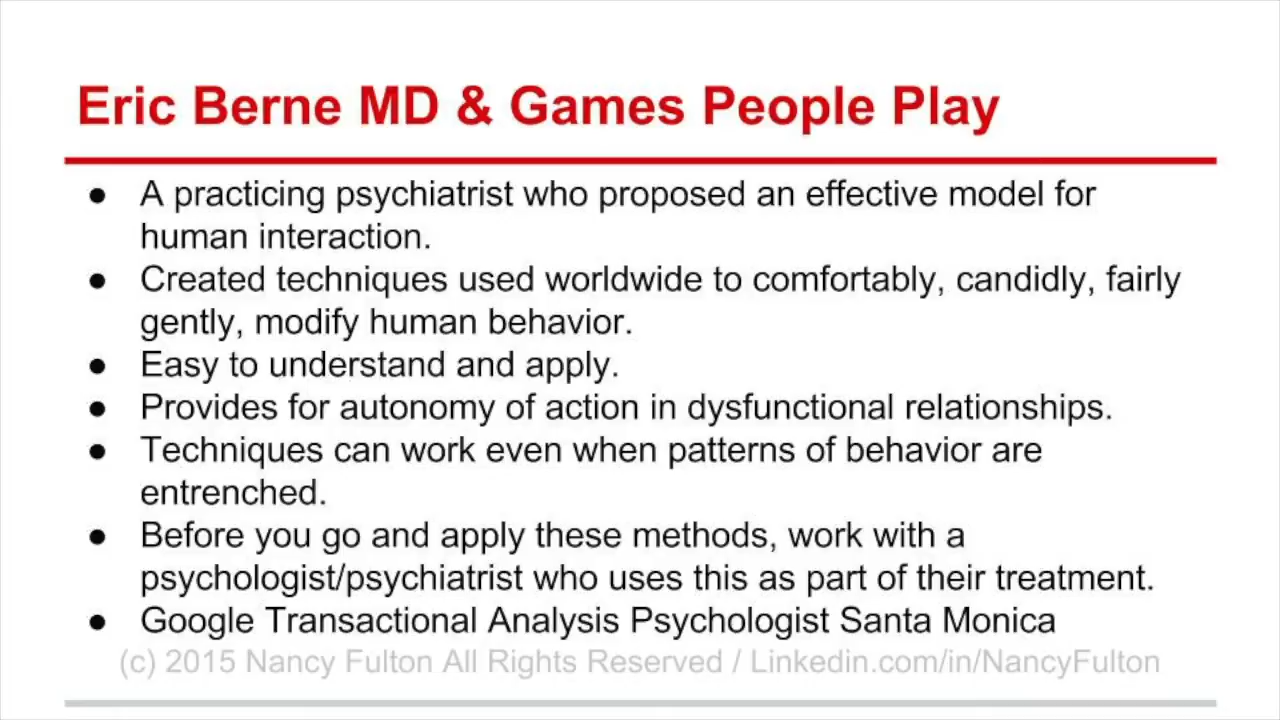 Eric Berne MD & Games People Play
● A practicing psychiatrist who proposed an effective model for
human interaction.
● Created techniques used worldwide to comfortably, candidly, fairly
gently, modify human behavior.
● Easy to understand and apply.
● Provides for autonomy of action in dysfunctional relationships.
● Techniques can work even when patterns of behavior are
entrenched.
● Before you go and apply these methods, work with a
psychologist/psychiatrist who uses this as part of their treatment.
● Google Transactional Analysis Psychologist Santa Monica
(c) 2015 Nancy Fulton All Rights Reserved / Linkedin.com/in/NancyFulton